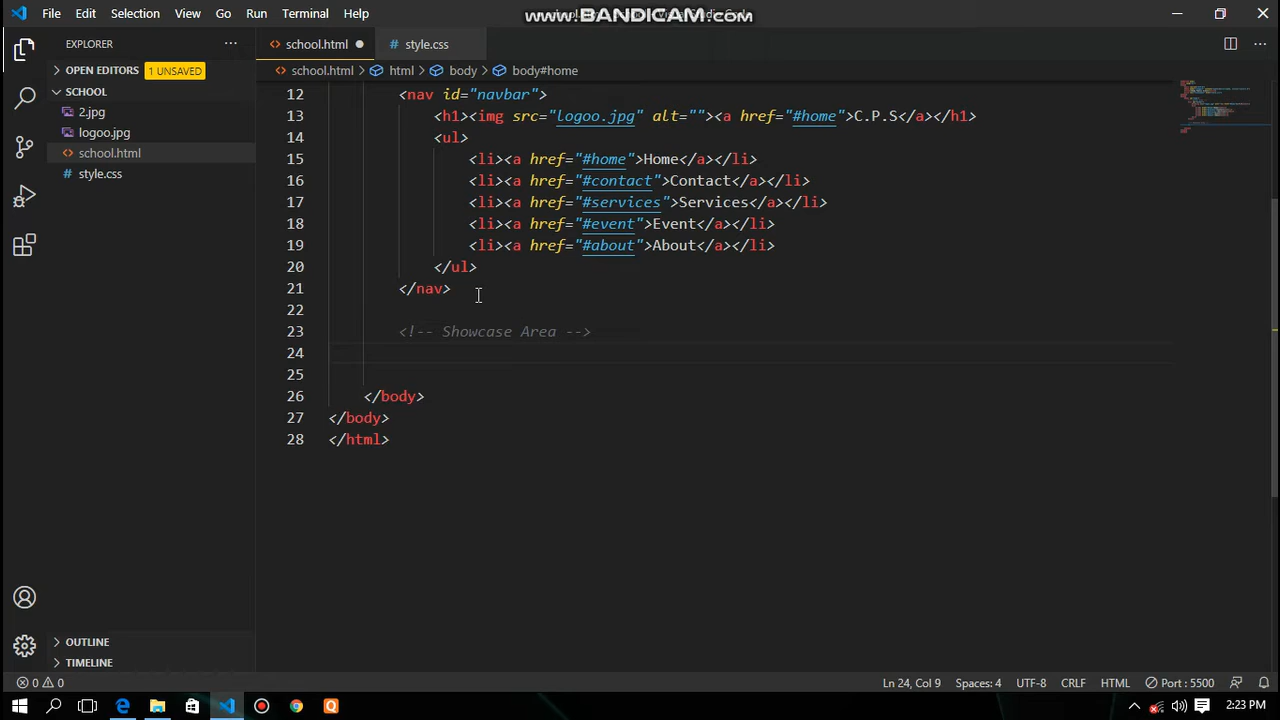 File Edit Selection View Go Run Terminal Help
www.BANDICAM.com
EXPLORER
OPEN EDITORS 1 UNSAVED
SCHOOL
2.jpg
logoo.jpg
school.html
style.css
school.html style.css
school.html html body body#home
12 <nav id="navbar">
13 <h1><img src="logoo.jpg" alt=""><a href="#home">C.P.S</a></h1>
14 <ul>
15 <li><a href="#home">Home</a></li>
16 <li><a href="#contact">Contact</a></li>
17 <li><a href="#services">Services</a></li>
18 <li><a href="#event">Event</a></li>
19 <li><a href="#about">About</a></li>
20 </ul>
21 </nav>
22
23 <!-- Showcase Area -->
24
25
26 </body>
27 </body>
28 </html>
OUTLINE
TIMELINE
0 0 Ln 24, Col 9 Spaces: 4 UTF-8 CRLF HTML Port : 5500
2:23 PM